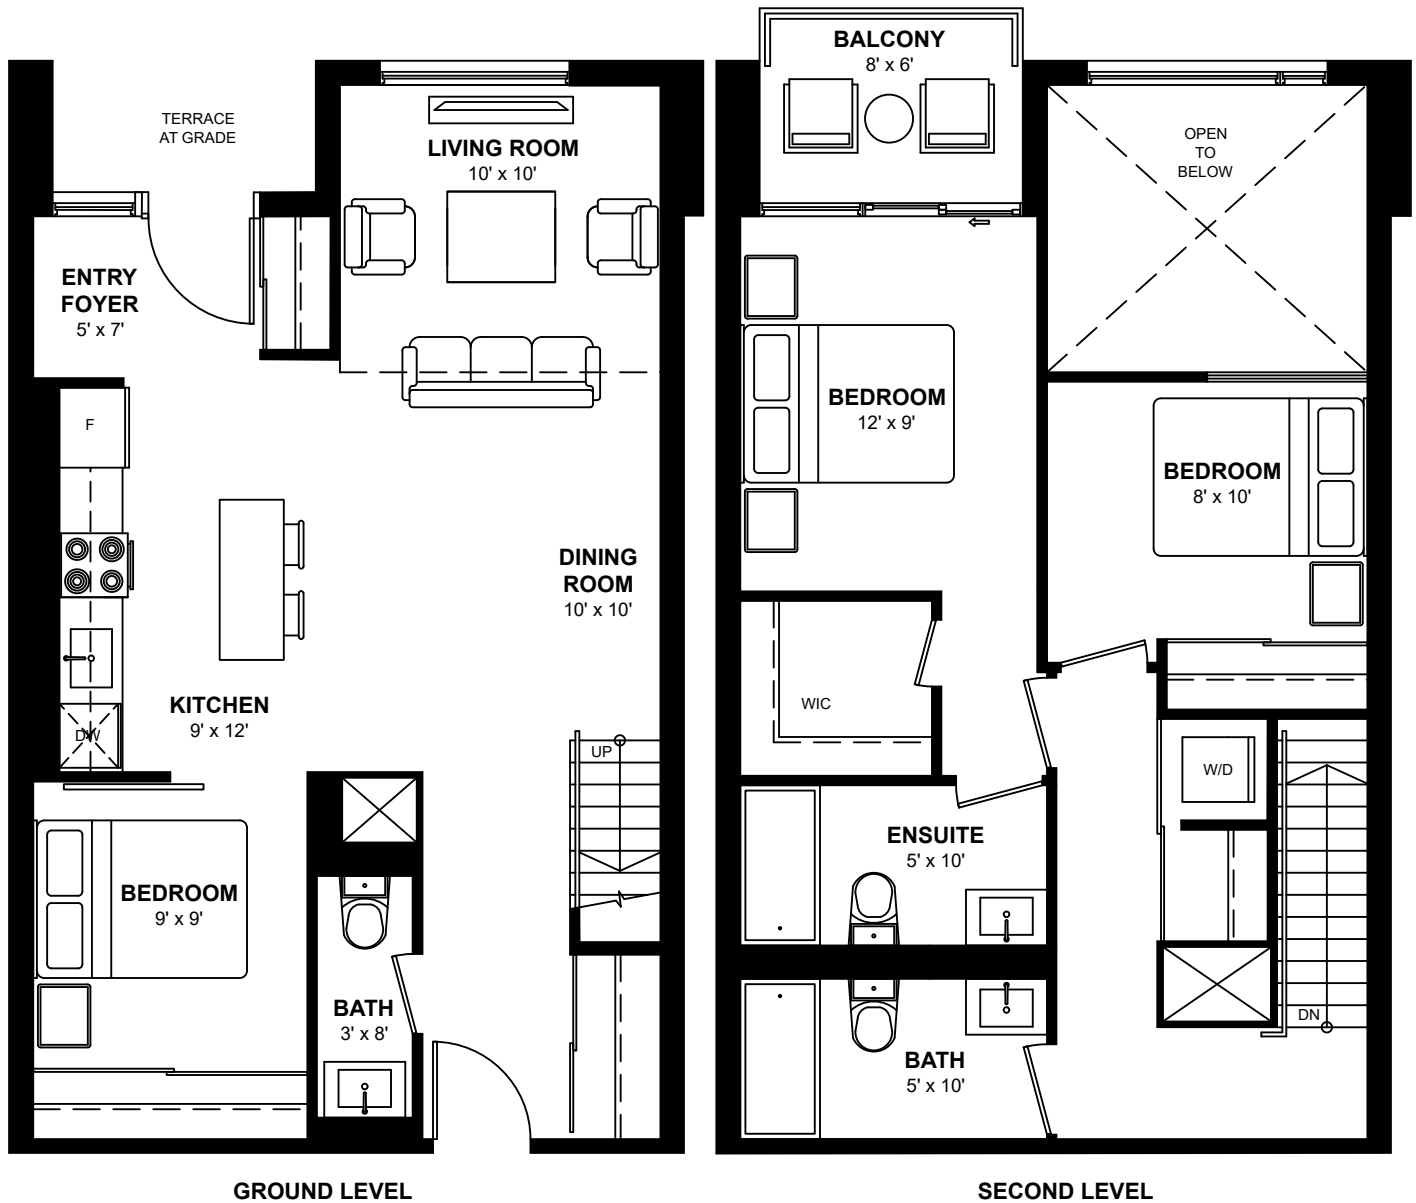 TERRACE
AT GRADE
LIVING ROOM
10' x 10'
ENTRY
FOYER
5' x 7'
F
DINING
ROOM
10' x 10'
KITCHEN
9' x 12'
DW
UP
BEDROOM
9' x 9'
BATH
3' x 8'
GROUND LEVEL
BALCONY
8' x 6'
OPEN
TO
BELOW
BEDROOM
12' x 9'
BEDROOM
8' x 10'
WIC
W/D
ENSUITE
5' x 10'
DN
BATH
5' x 10'
SECOND LEVEL